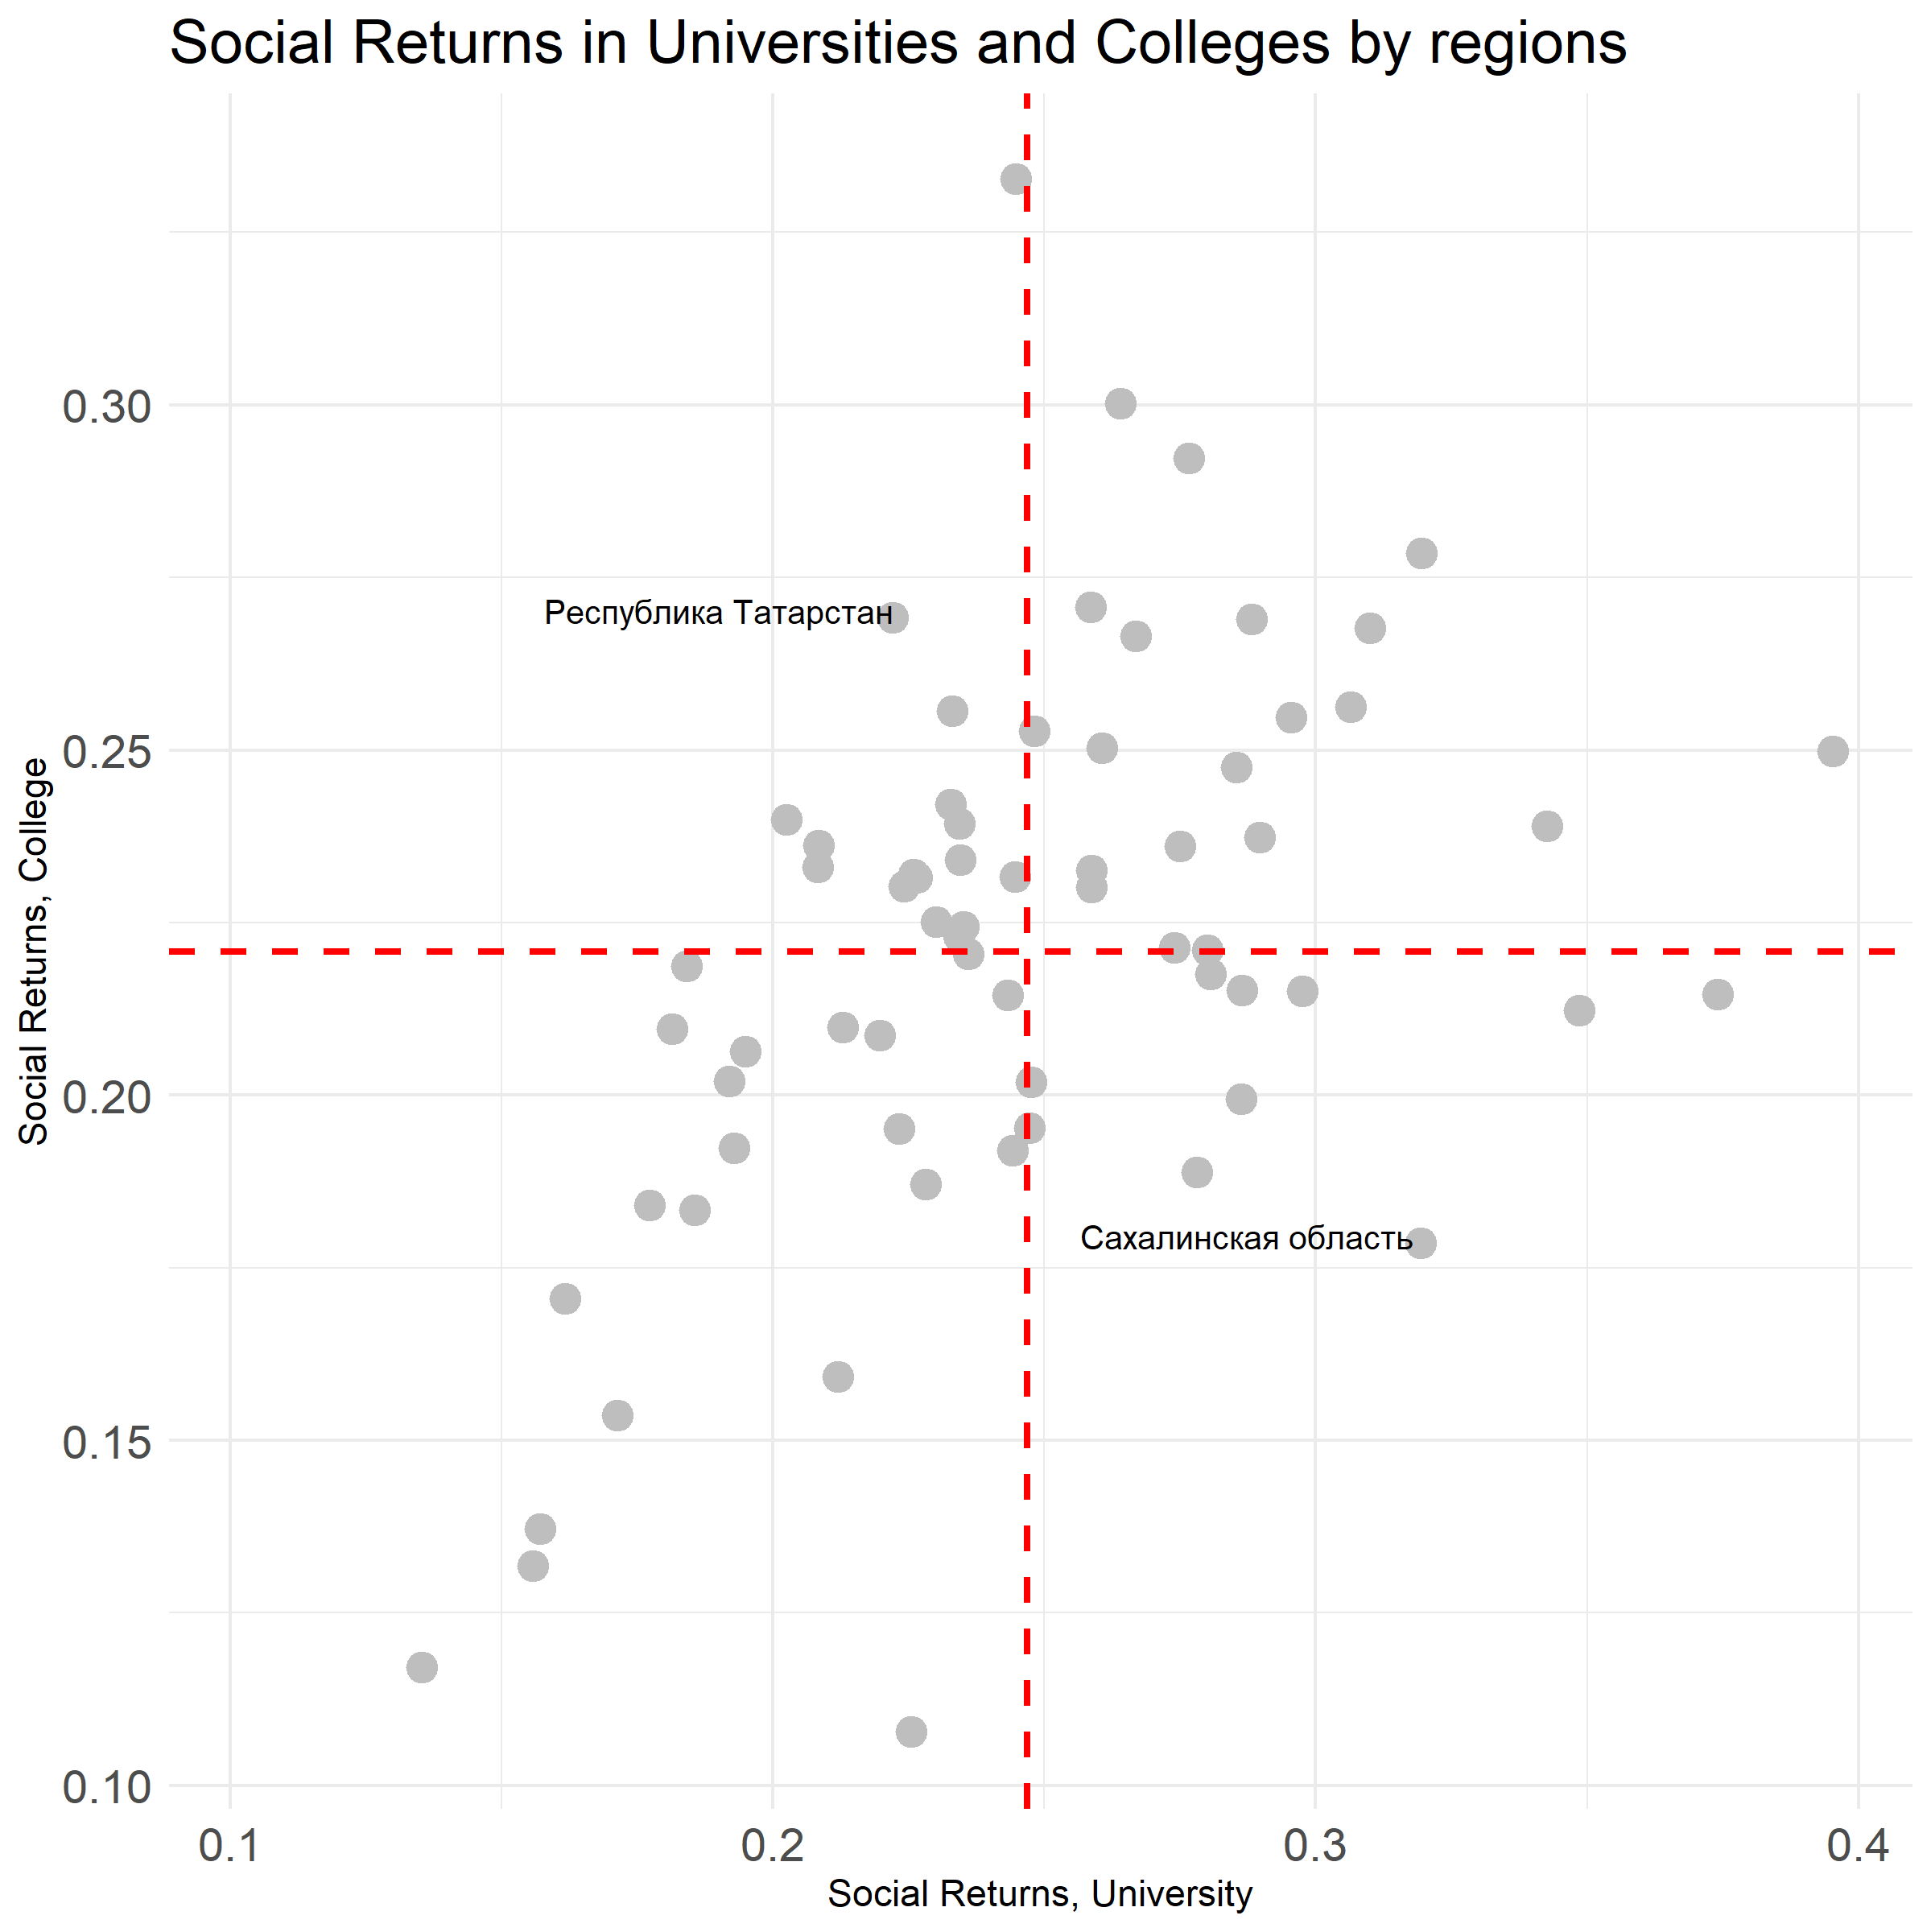 Social Returns in Universities and Colleges by regions
Social Returns, College
0.30
0.25
0.20
0.15
0.10
Республика Татарстан
Сахалинская область
0.1
0.2
0.3
0.4
Social Returns, University